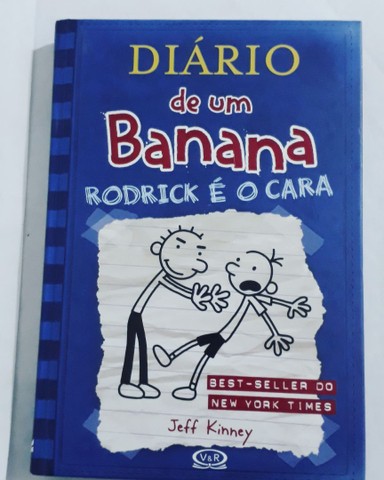 DIÁRIO
de um
Banana
RODRICK É O CARA
BEST-SELLER DO
NEW YORK TIMES
Jeff Kinney
V&R